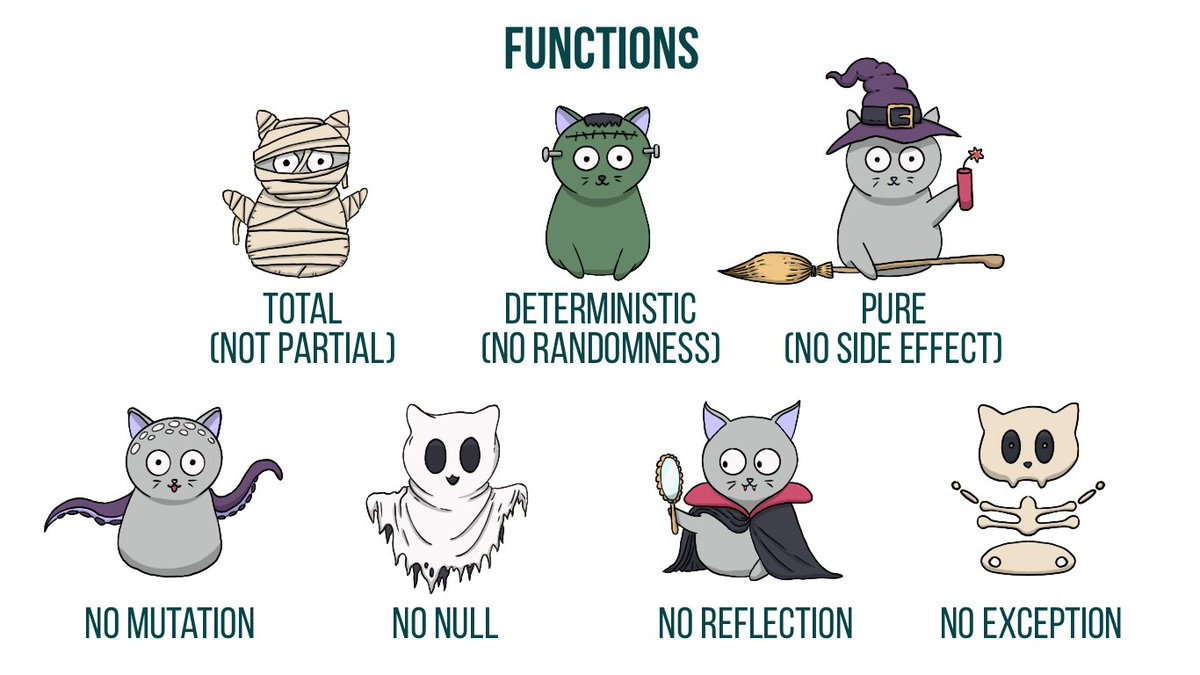 FUNCTIONS
TOTAL
(NOT PARTIAL)
DETERMINISTIC
(NO RANDOMNESS)
PURE
(NO SIDE EFFECT)
NO MUTATION
NO NULL
NO REFLECTION
NO EXCEPTION